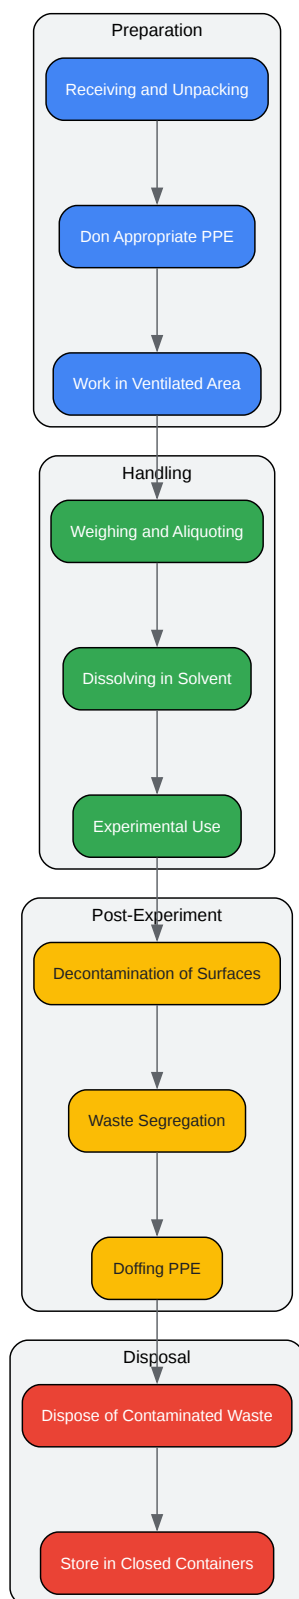 Preparation
Receiving and Unpacking
Don Appropriate PPE
Work in Ventilated Area
Handling
Weighing and Aliquoting
Dissolving in Solvent
Experimental Use
Post-Experiment
Decontamination of Surfaces
Waste Segregation
Doffing PPE
Disposal
Dispose of Contaminated Waste
Store in Closed Containers